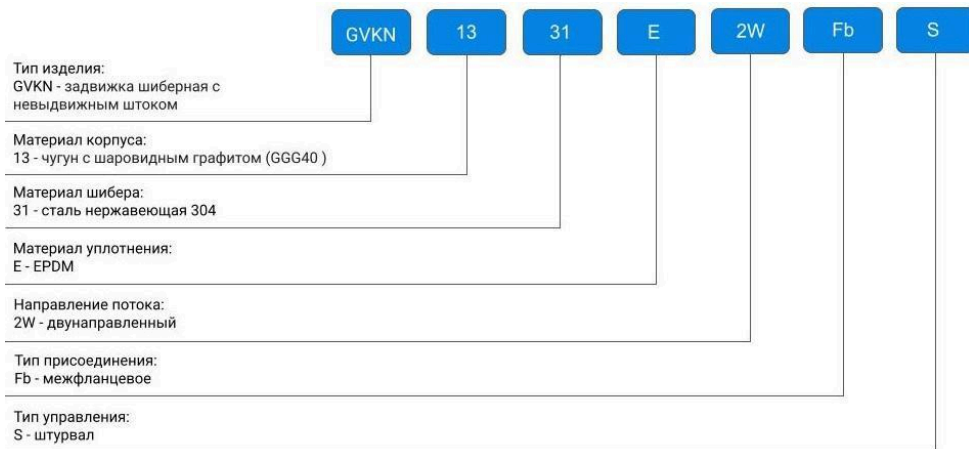 GVKN 13 31 E 2W Fb S
Тип изделия:
GVKN - задвижка шиберная с
невыдвижным штоком
Материал корпуса:
13 - чугун с шаровидным графитом (GGG40 )
Материал шибера:
31 - сталь нержавеющая 304
Материал уплотнения:
E - EPDM
Направление потока:
2W - двунаправленный
Тип присоединения:
Fb - межфланцевое
Тип управления:
S - штурвал